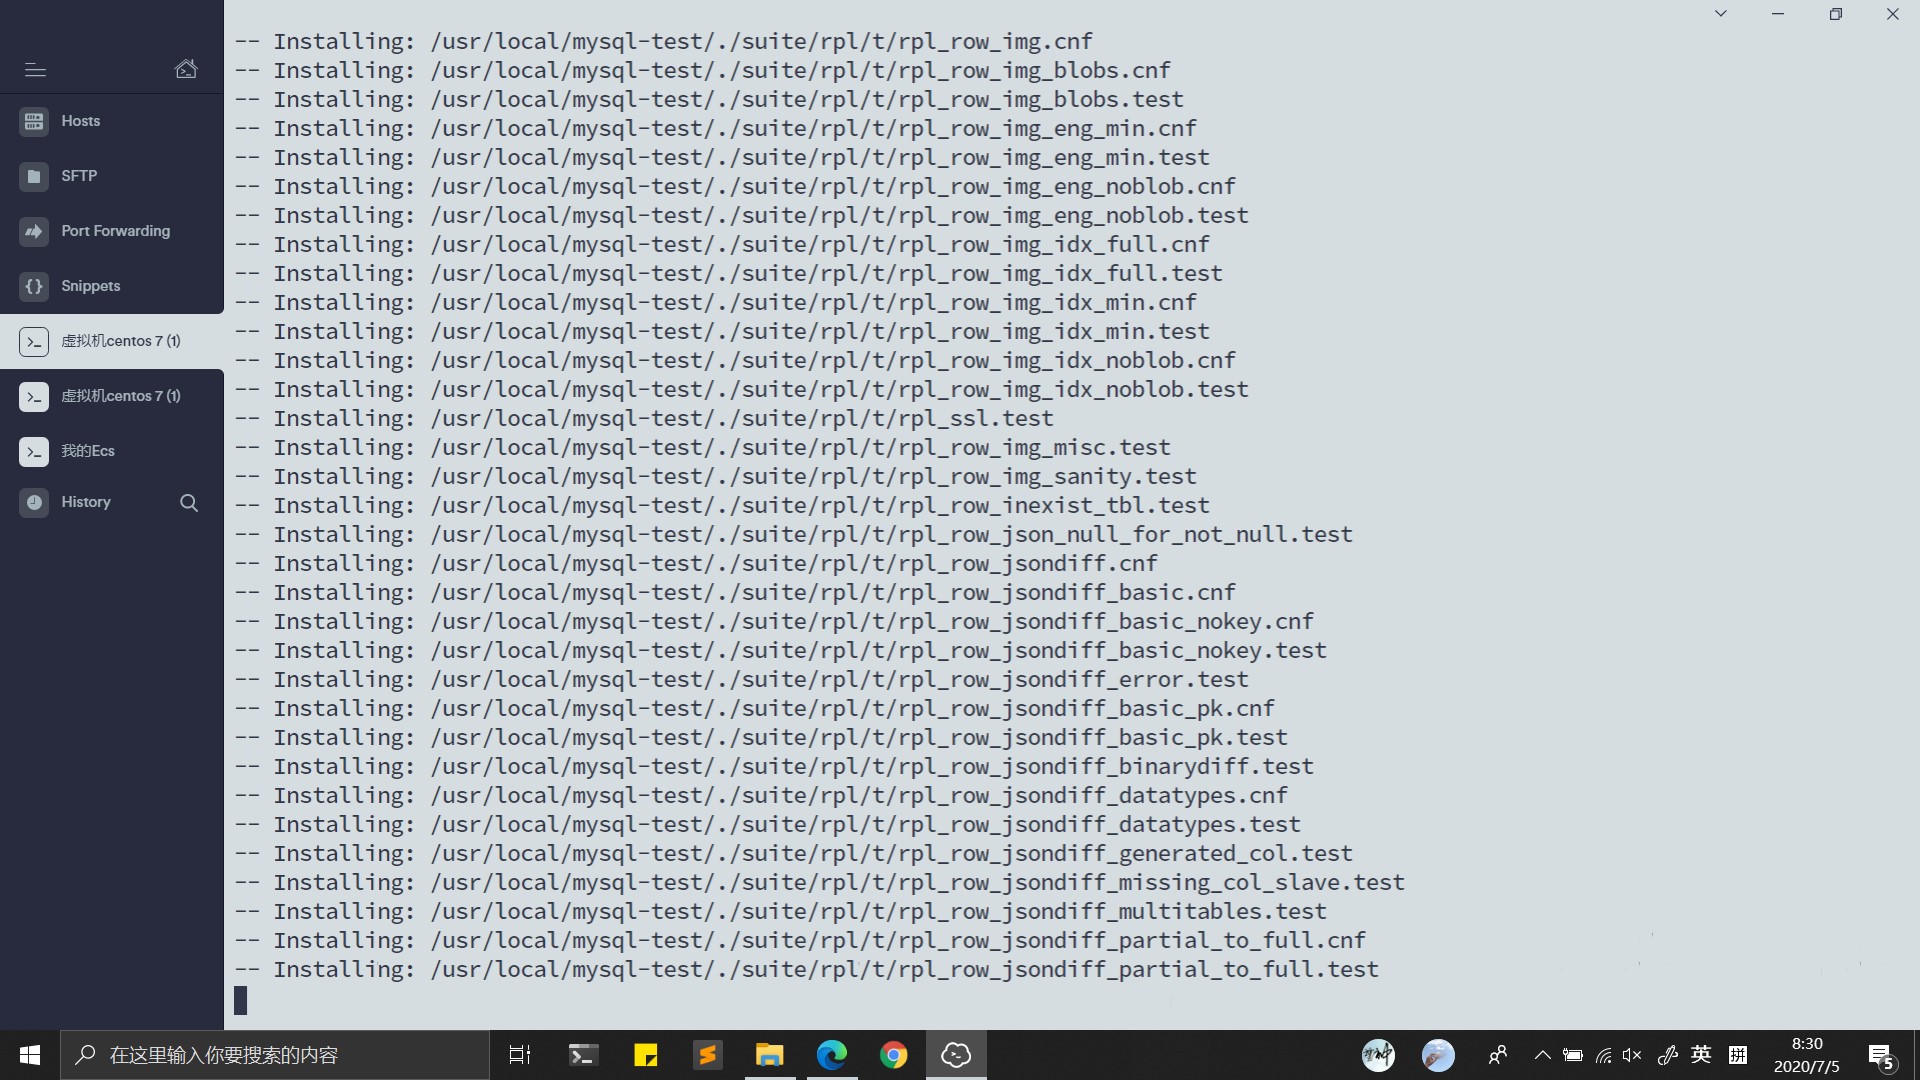 Hosts
SFTP
Port Forwarding
Snippets
虚拟机centos 7 (1)
虚拟机centos 7 (1)
我的Ecs
History
-- Installing: /usr/local/mysql-test/./suite/rpl/t/rpl_row_img.cnf
-- Installing: /usr/local/mysql-test/./suite/rpl/t/rpl_row_img_blobs.cnf
-- Installing: /usr/local/mysql-test/./suite/rpl/t/rpl_row_img_blobs.test
-- Installing: /usr/local/mysql-test/./suite/rpl/t/rpl_row_img_eng_min.cnf
-- Installing: /usr/local/mysql-test/./suite/rpl/t/rpl_row_img_eng_min.test
-- Installing: /usr/local/mysql-test/./suite/rpl/t/rpl_row_img_eng_noblob.cnf
-- Installing: /usr/local/mysql-test/./suite/rpl/t/rpl_row_img_eng_noblob.test
-- Installing: /usr/local/mysql-test/./suite/rpl/t/rpl_row_img_idx_full.cnf
-- Installing: /usr/local/mysql-test/./suite/rpl/t/rpl_row_img_idx_full.test
-- Installing: /usr/local/mysql-test/./suite/rpl/t/rpl_row_img_idx_min.cnf
-- Installing: /usr/local/mysql-test/./suite/rpl/t/rpl_row_img_idx_min.test
-- Installing: /usr/local/mysql-test/./suite/rpl/t/rpl_row_img_idx_noblob.cnf
-- Installing: /usr/local/mysql-test/./suite/rpl/t/rpl_row_img_idx_noblob.test
-- Installing: /usr/local/mysql-test/./suite/rpl/t/rpl_ssl.test
-- Installing: /usr/local/mysql-test/./suite/rpl/t/rpl_row_img_misc.test
-- Installing: /usr/local/mysql-test/./suite/rpl/t/rpl_row_img_sanity.test
-- Installing: /usr/local/mysql-test/./suite/rpl/t/rpl_row_inexist_tbl.test
-- Installing: /usr/local/mysql-test/./suite/rpl/t/rpl_row_json_null_for_not_null.test
-- Installing: /usr/local/mysql-test/./suite/rpl/t/rpl_row_jsondiff.cnf
-- Installing: /usr/local/mysql-test/./suite/rpl/t/rpl_row_jsondiff_basic.cnf
-- Installing: /usr/local/mysql-test/./suite/rpl/t/rpl_row_jsondiff_basic_nokey.cnf
-- Installing: /usr/local/mysql-test/./suite/rpl/t/rpl_row_jsondiff_basic_nokey.test
-- Installing: /usr/local/mysql-test/./suite/rpl/t/rpl_row_jsondiff_error.test
-- Installing: /usr/local/mysql-test/./suite/rpl/t/rpl_row_jsondiff_basic_pk.cnf
-- Installing: /usr/local/mysql-test/./suite/rpl/t/rpl_row_jsondiff_basic_pk.test
-- Installing: /usr/local/mysql-test/./suite/rpl/t/rpl_row_jsondiff_binarydiff.test
-- Installing: /usr/local/mysql-test/./suite/rpl/t/rpl_row_jsondiff_datatypes.cnf
-- Installing: /usr/local/mysql-test/./suite/rpl/t/rpl_row_jsondiff_datatypes.test
-- Installing: /usr/local/mysql-test/./suite/rpl/t/rpl_row_jsondiff_generated_col.test
-- Installing: /usr/local/mysql-test/./suite/rpl/t/rpl_row_jsondiff_missing_col_slave.test
-- Installing: /usr/local/mysql-test/./suite/rpl/t/rpl_row_jsondiff_multitables.test
-- Installing: /usr/local/mysql-test/./suite/rpl/t/rpl_row_jsondiff_partial_to_full.cnf
-- Installing: /usr/local/mysql-test/./suite/rpl/t/rpl_row_jsondiff_partial_to_full.test
在这里输入你要搜索的内容
英
拼
8:30
2020/7/5
5